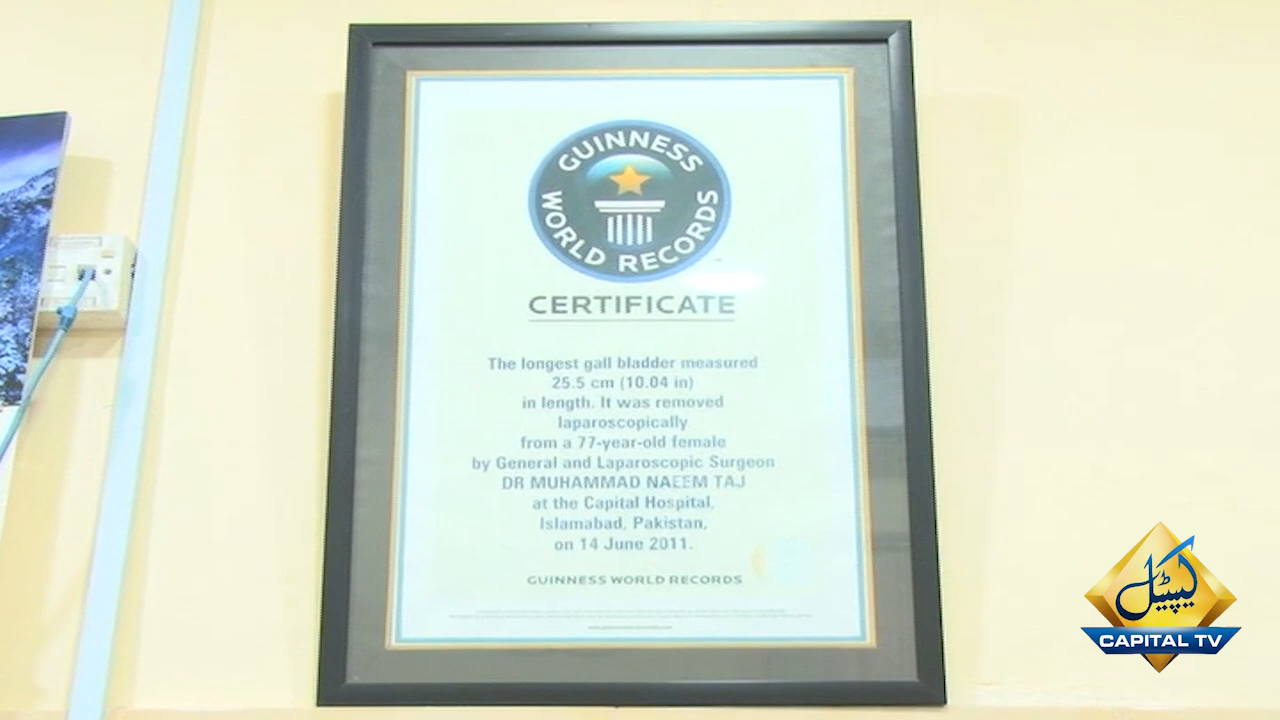 GUINNESS
WORLD RECORDS
CERTIFICATE
The longest gall bladder measured
25.5 cm (10.04 in)
in length. It was removed
laparoscopically
from a 77-year-old female
by General and Laparoscopic Surgeon
DR MUHAMMAD NAEEM TAJ
at the Capital Hospital,
Islamabad, Pakistan,
on 14 June 2011.
GUINNESS WORLD RECORDS
کیپیٹل
CAPITAL TV